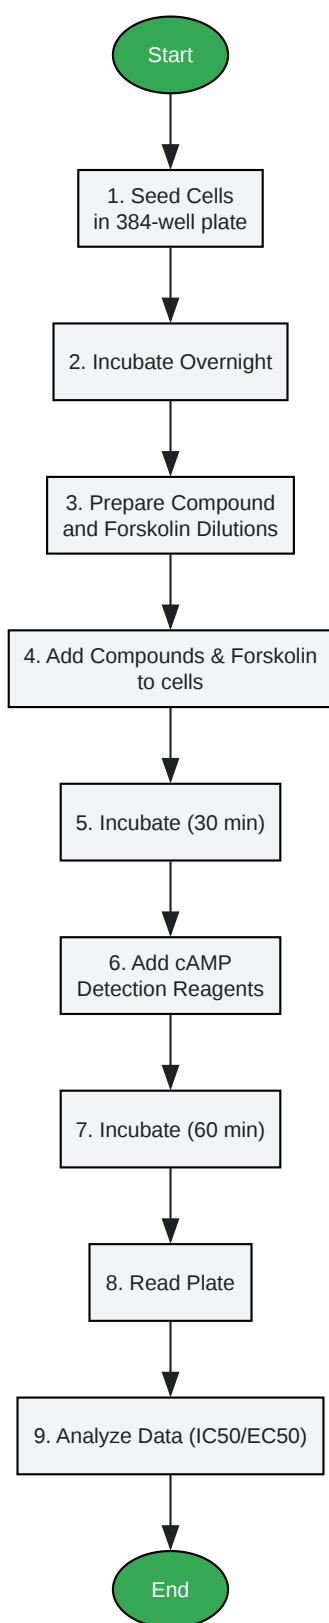 Start
1. Seed Cells
in 384-well plate
2. Incubate Overnight
3. Prepare Compound
and Forskolin Dilutions
4. Add Compounds & Forskolin
to cells
5. Incubate (30 min)
6. Add cAMP
Detection Reagents
7. Incubate (60 min)
8. Read Plate
9. Analyze Data (IC50/EC50)
End